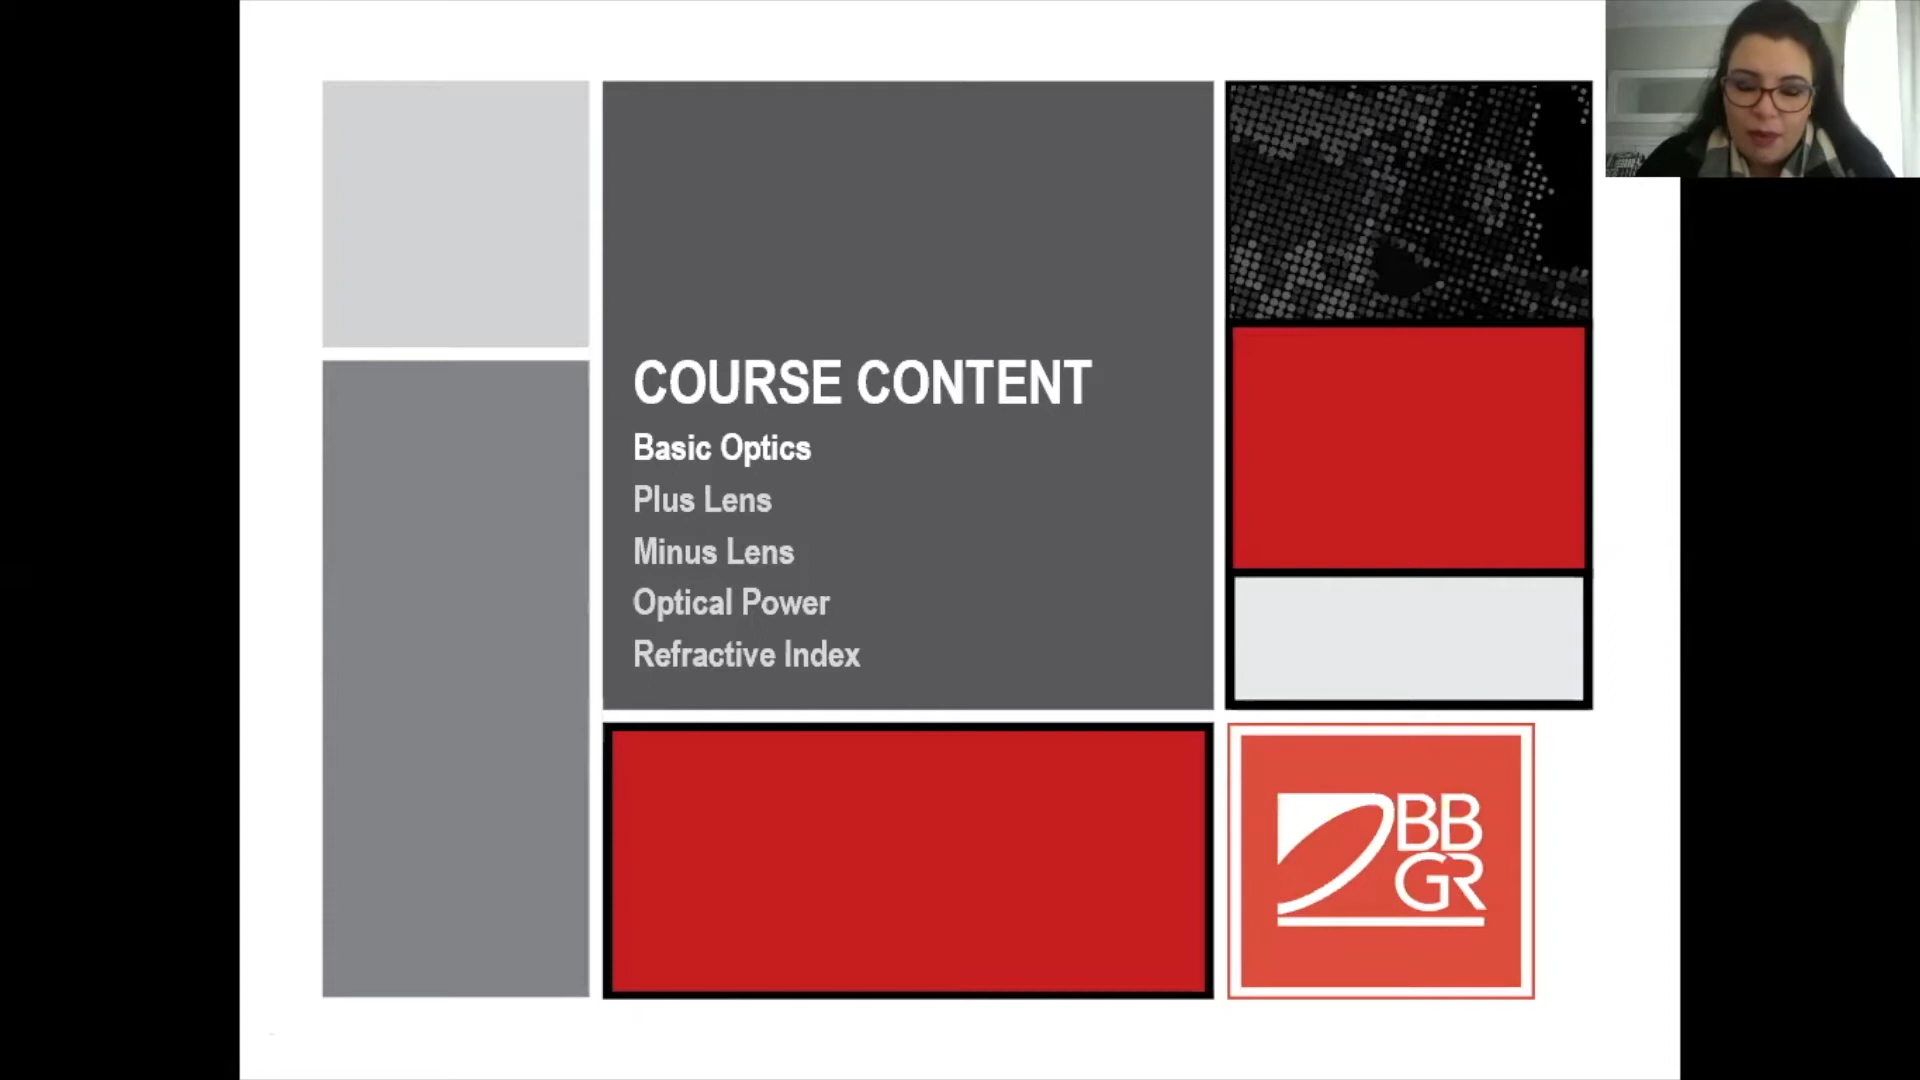 COURSE CONTENT
Basic Optics
Plus Lens
Minus Lens
Optical Power
Refractive Index
BB
GR